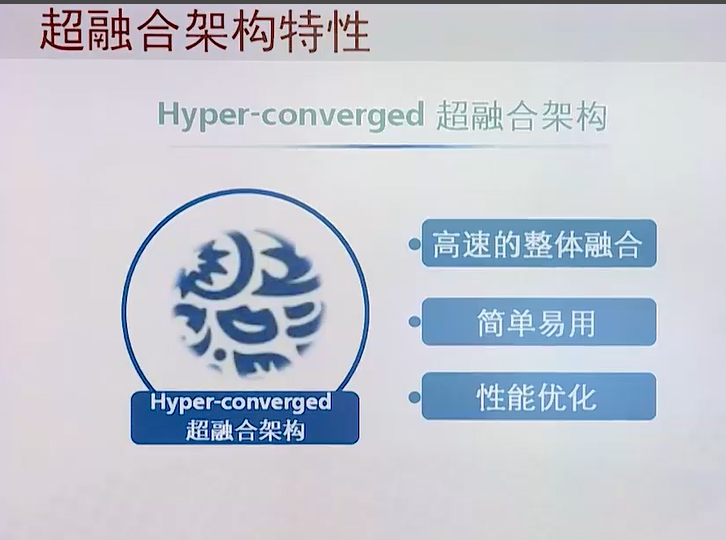 超融合架构特性
Hyper-converged 超融合架构
高速的整体融合
简单易用
性能优化
Hyper-converged
超融合架构